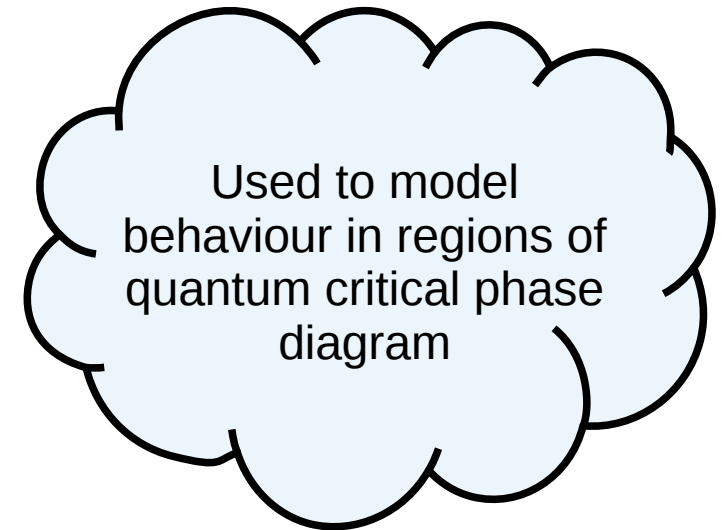 Used to model
behaviour in regions of
quantum critical phase
diagram